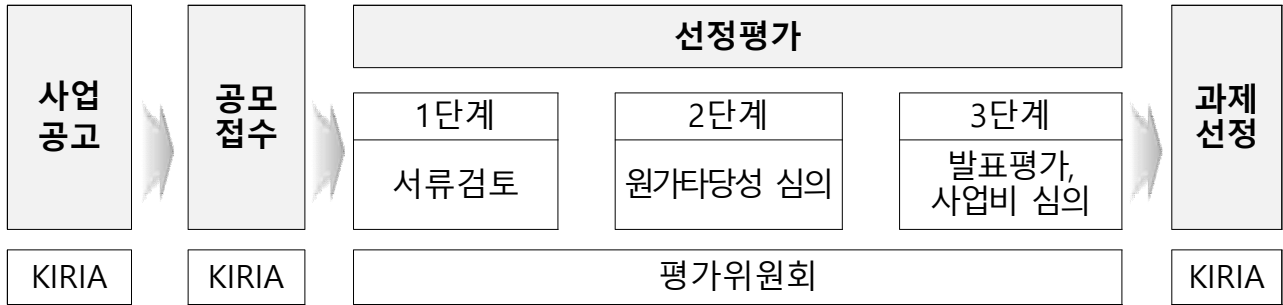 사업
공고
공모
접수
선정평가
1단계
서류검토
2단계
원가타당성 심의
3단계
발표평가,
사업비 심의
과제
선정
KIRIA
KIRIA
평가위원회
KIRIA